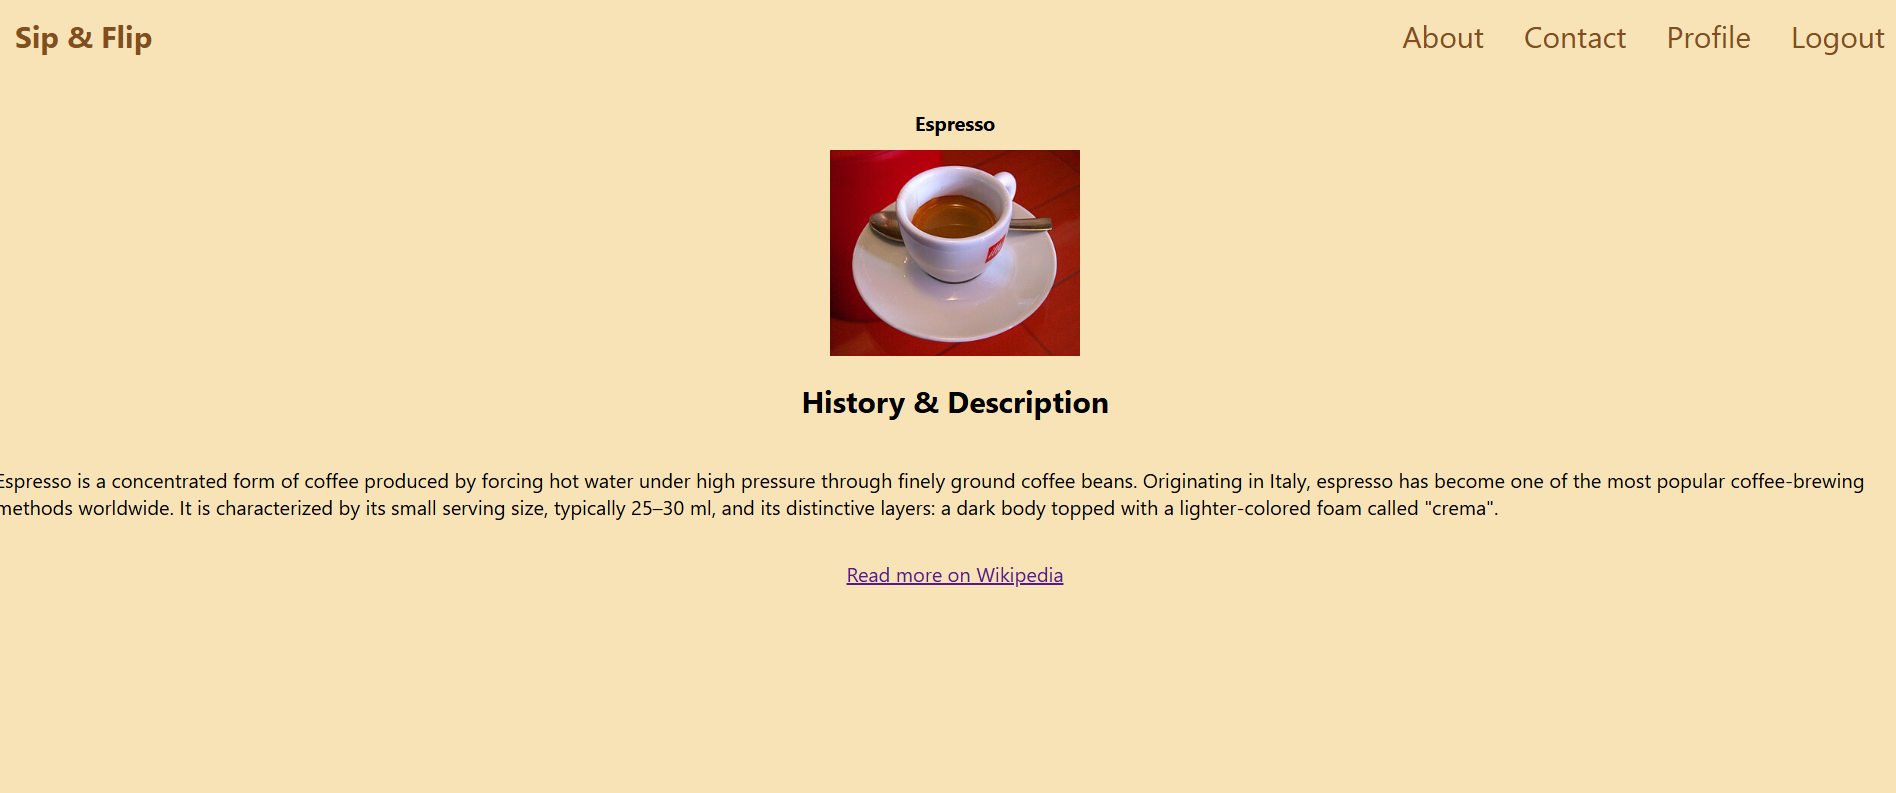 Sip & Flip
About Contact Profile Logout
Espresso
History & Description
Espresso is a concentrated form of coffee produced by forcing hot water under high pressure through finely ground coffee beans. Originating in Italy, espresso has become one of the most popular coffee-brewing
methods worldwide. It is characterized by its small serving size, typically 25–30 ml, and its distinctive layers: a dark body topped with a lighter-colored foam called "crema".
Read more on Wikipedia